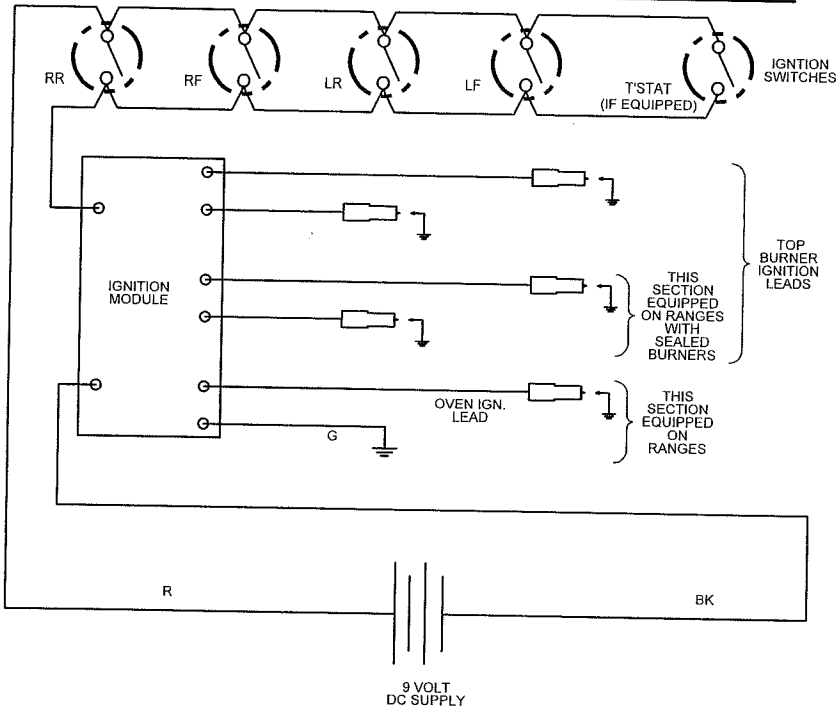 RR
RF
LR
LF
T'STAT
(IF EQUIPPED)
IGNTION
SWITCHES
IGNITION
MODULE
TOP
BURNER
IGNITION
LEADS
THIS
SECTION
EQUIPPED
ON RANGES
WITH
SEALED
BURNERS
OVEN IGN.
LEAD
THIS
SECTION
EQUIPPED
ON
RANGES
G
R
BK
9 VOLT
DC SUPPLY